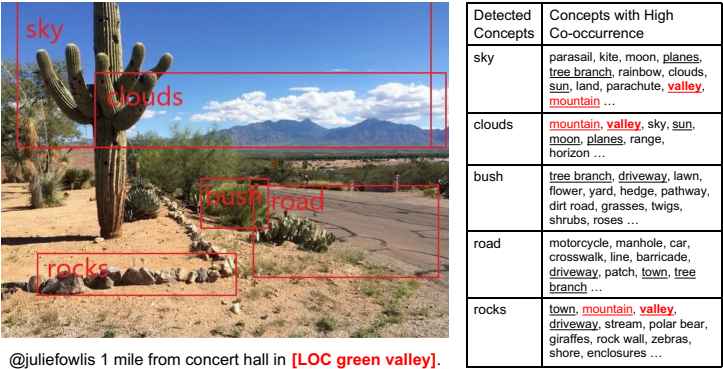 sky
clouds
bush
road
rocks
@juliefowlis 1 mile from concert hall in [LOC green valley].
Detected Concepts
Concepts with High Co-occurrence
sky
parasail, kite, moon, planes,
tree branch, rainbow, clouds,
sun, land, parachute, valley,
mountain ...
clouds
mountain, valley, sky, sun,
moon, planes, range,
horizon ...
bush
tree branch, driveway, lawn,
flower, yard, hedge, pathway,
dirt road, grasses, twigs,
shrubs, roses ...
road
motorcycle, manhole, car,
crosswalk, line, barricade,
driveway, patch, town, tree
branch ...
rocks
town, mountain, valley,
driveway, stream, polar bear,
giraffes, rock wall, zebras,
shore, enclosures ...